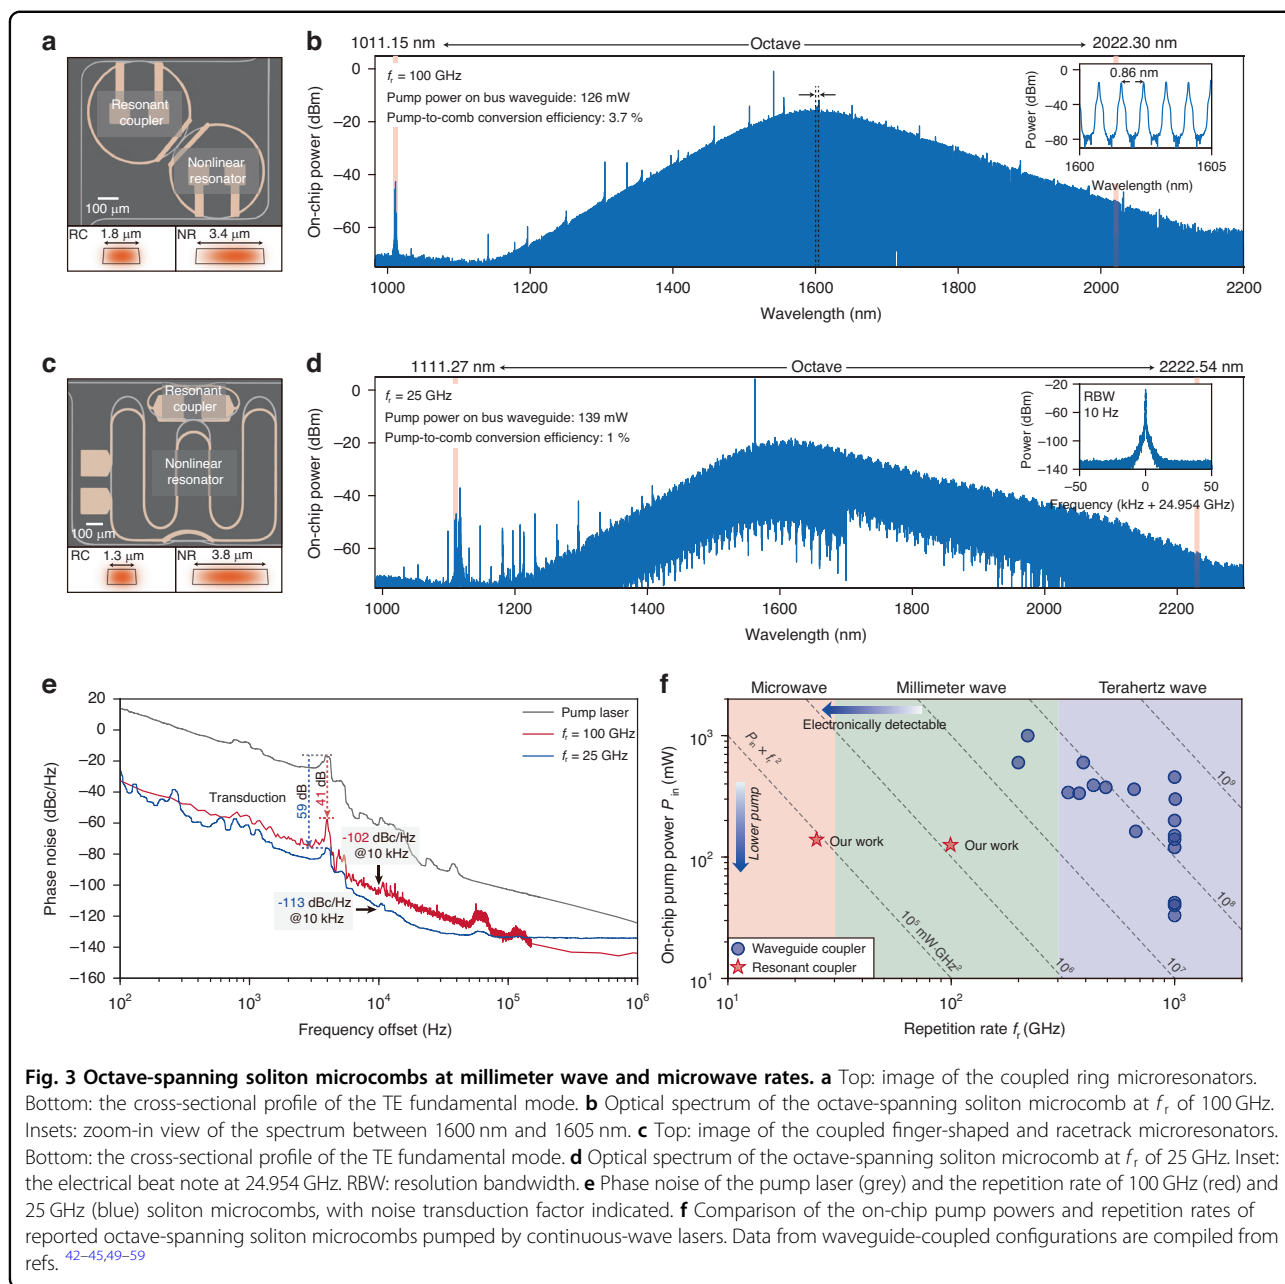 a
Resonant
coupler
Nonlinear
resonator
100 μm
RC
1.8 μm
NR
3.4 μm
b
1011.15 nm
Octave
2022.30 nm
fr = 100 GHz
Pump power on bus waveguide: 126 mW
Pump-to-comb conversion efficiency: 3.7 %
On-chip power (dBm)
0
−20
−40
−60
1000
1200
1400
1600
1800
2000
2200
Wavelength (nm)
0.86 nm
Power (dBm)
0
−40
−80
1600
1605
Wavelength (nm)
c
Resonant
coupler
Nonlinear
resonator
100 μm
RC
1.3 μm
NR
3.8 μm
d
1111.27 nm
Octave
2222.54 nm
fr = 25 GHz
Pump power on bus waveguide: 139 mW
Pump-to-comb conversion efficiency: 1 %
On-chip power (dBm)
0
−20
−40
−60
1000
1200
1400
1600
1800
2000
2200
Wavelength (nm)
RBW
10 Hz
Power (dBm)
−20
−60
−100
−140
−50
0
50
Frequency (kHz + 24.954 GHz)
e
Phase noise (dBc/Hz)
20
0
−20
−40
−60
−80
−100
−120
−140
−160
10²
10³
10⁴
10⁵
10⁶
Frequency offset (Hz)
Pump laser
fr = 100 GHz
fr = 25 GHz
Transduction
59 dB
41 dB
-102 dBc/Hz
@10 kHz
-113 dBc/Hz
@10 kHz
f
Microwave
Millimeter wave
Terahertz wave
Electronically detectable
Pin × fr²
Lower pump
Our work
Our work
10⁵ mW GHz²
10⁶
10⁷
10⁸
10⁹
Waveguide coupler
Resonant coupler
On-chip pump power Pin (mW)
10³
10²
10¹
10¹
10²
10³
Repetition rate fr (GHz)
Fig. 3 Octave-spanning soliton microcombs at millimeter wave and microwave rates. a Top: image of the coupled ring microresonators.
Bottom: the cross-sectional profile of the TE fundamental mode. b Optical spectrum of the octave-spanning soliton microcomb at fr of 100 GHz.
Insets: zoom-in view of the spectrum between 1600 nm and 1605 nm. c Top: image of the coupled finger-shaped and racetrack microresonators.
Bottom: the cross-sectional profile of the TE fundamental mode. d Optical spectrum of the octave-spanning soliton microcomb at fr of 25 GHz. Inset:
the electrical beat note at 24.954 GHz. RBW: resolution bandwidth. e Phase noise of the pump laser (grey) and the repetition rate of 100 GHz (red) and
25 GHz (blue) soliton microcombs, with noise transduction factor indicated. f Comparison of the on-chip pump powers and repetition rates of
reported octave-spanning soliton microcombs pumped by continuous-wave lasers. Data from waveguide-coupled configurations are compiled from
refs. 42–45,49–59